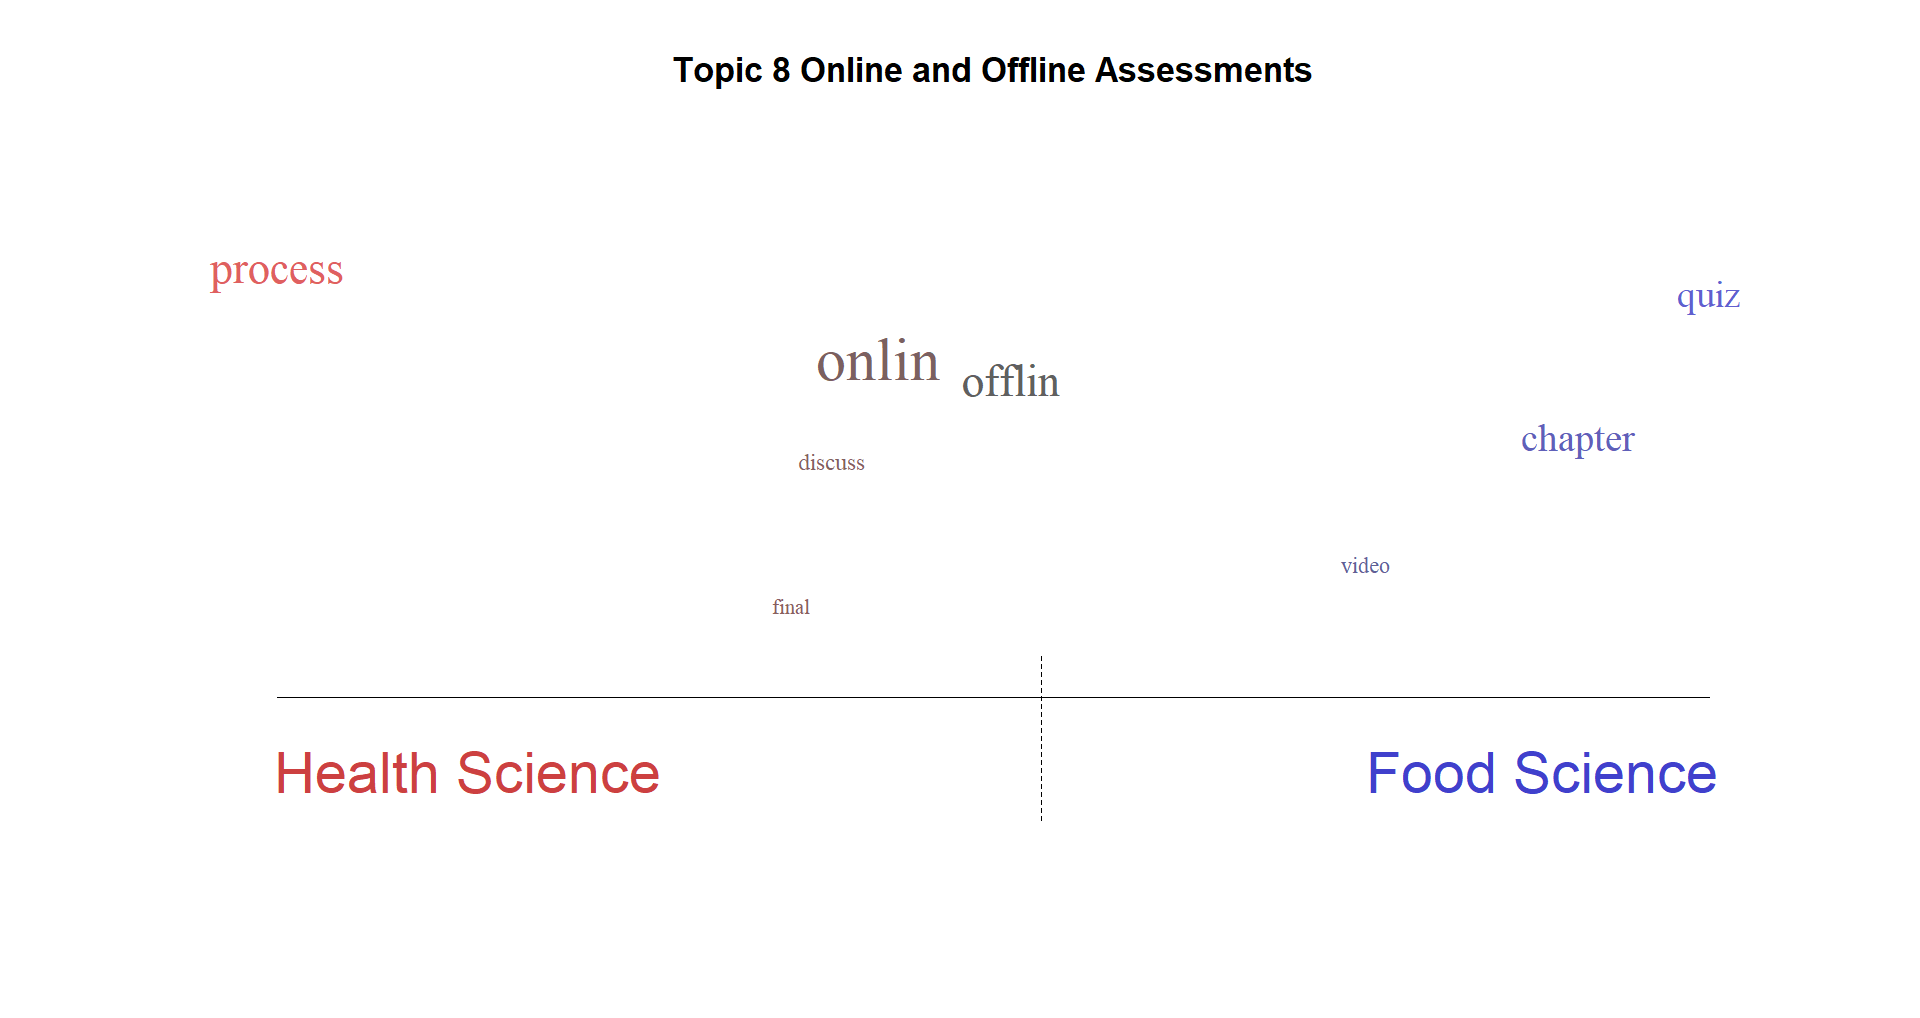 Topic 8 Online and Offline Assessments
process
quiz
onlin offlin
chapter
discuss
video
final
Health Science Food Science